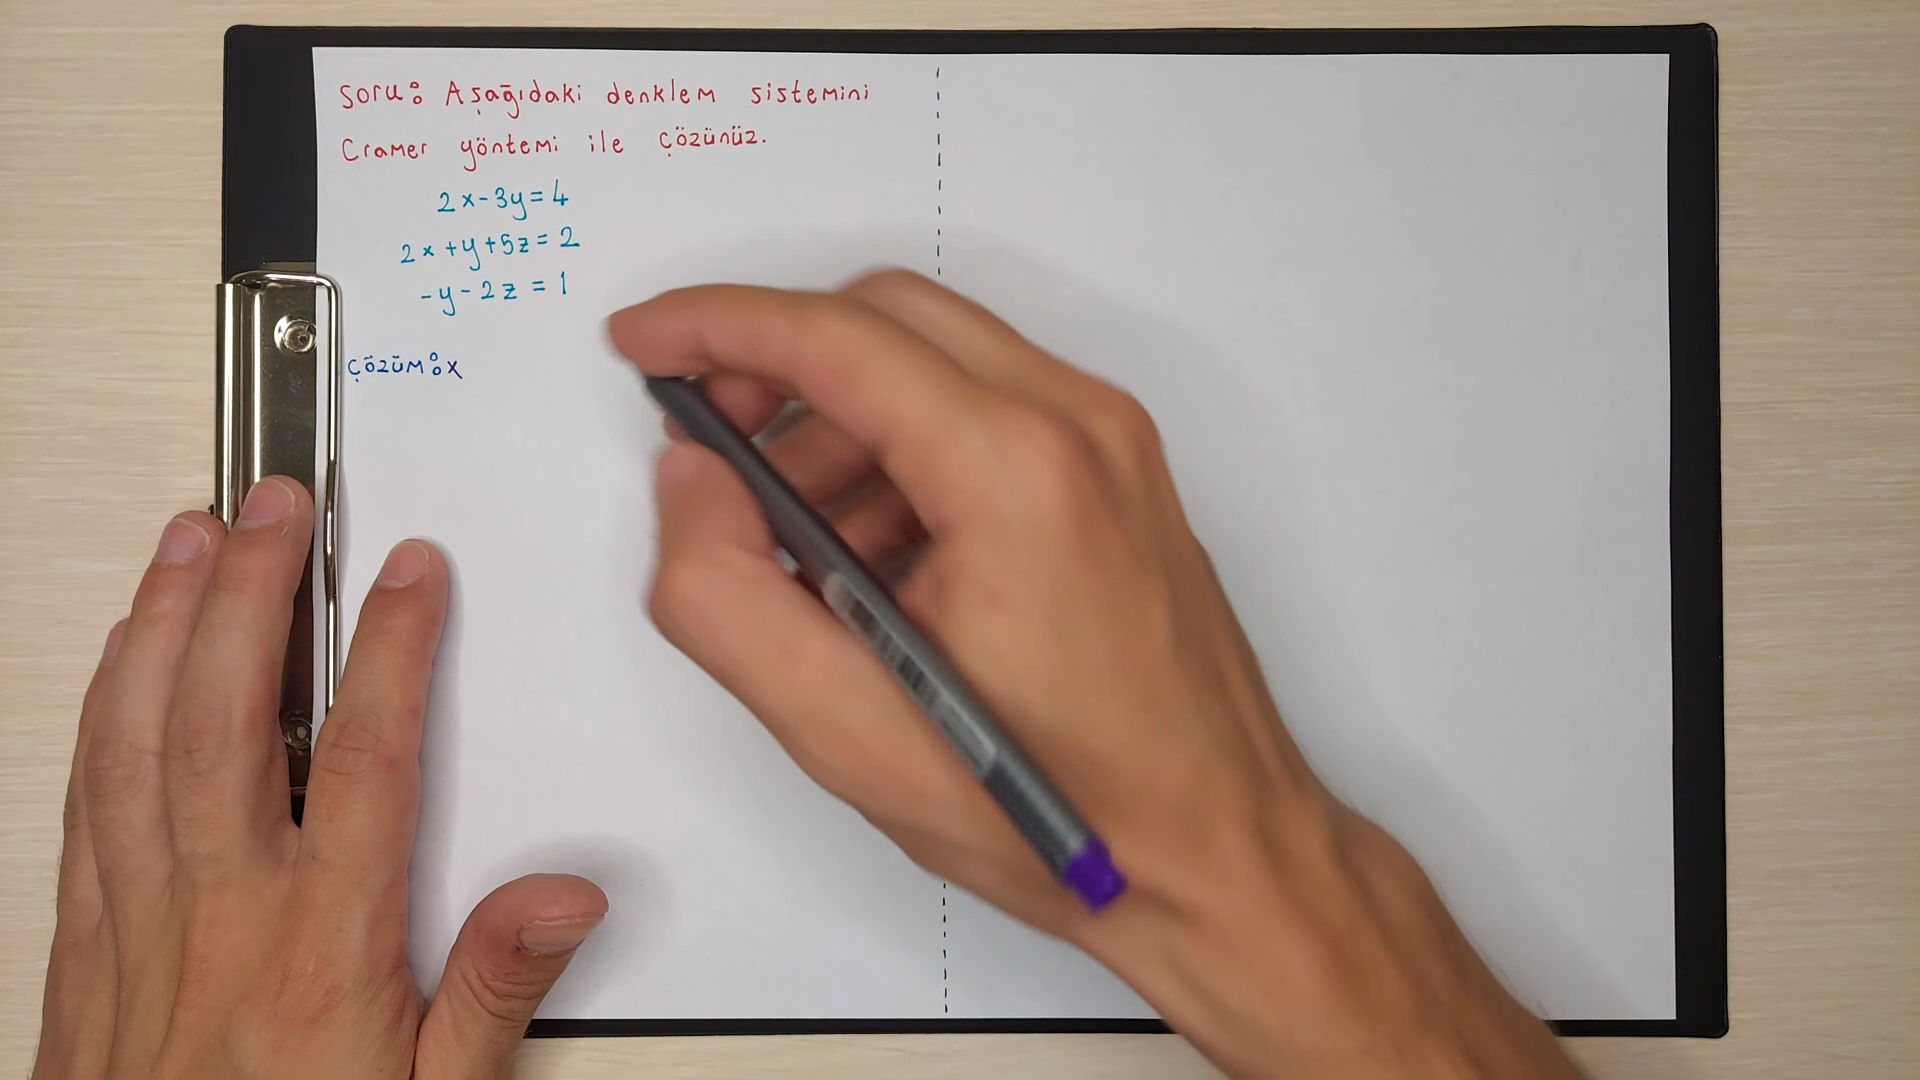 Soru: Aşağıdaki denklem sistemini
Cramer yöntemi ile çözünüz.
2x-3y=4
2x+y+5z=2
-y-2z=1
Çözüm: x